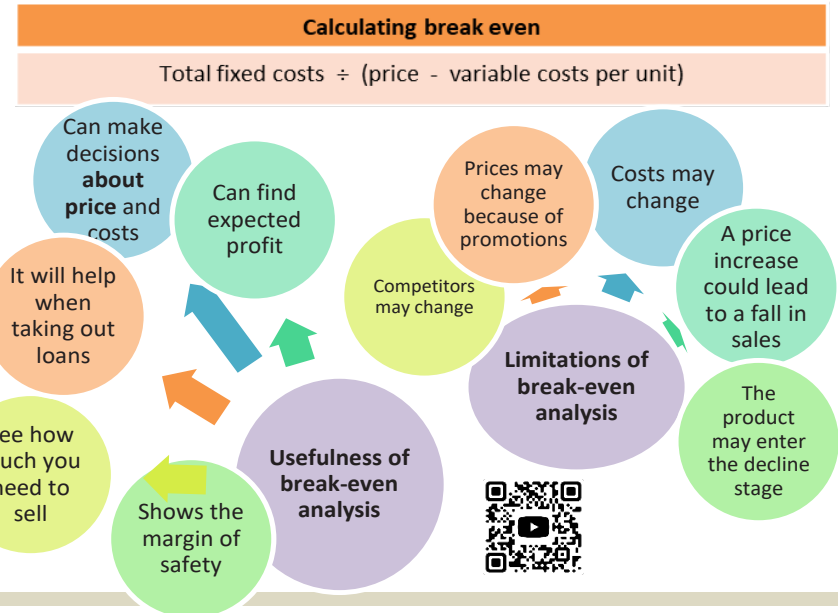 Calculating break even
Total fixed costs ÷ (price - variable costs per unit)
Can make
decisions
about
price and
costs
Can find
expected
profit
It will help
when
taking out
loans
ee how
uch you
need to
sell
Shows the
margin of
safety
Usefulness of
break-even
analysis
Competitors
may change
Prices may
change
because of
promotions
Costs may
change
A price
increase
could lead
to a fall in
sales
The
product
may enter
the decline
stage
Limitations of
break-even
analysis